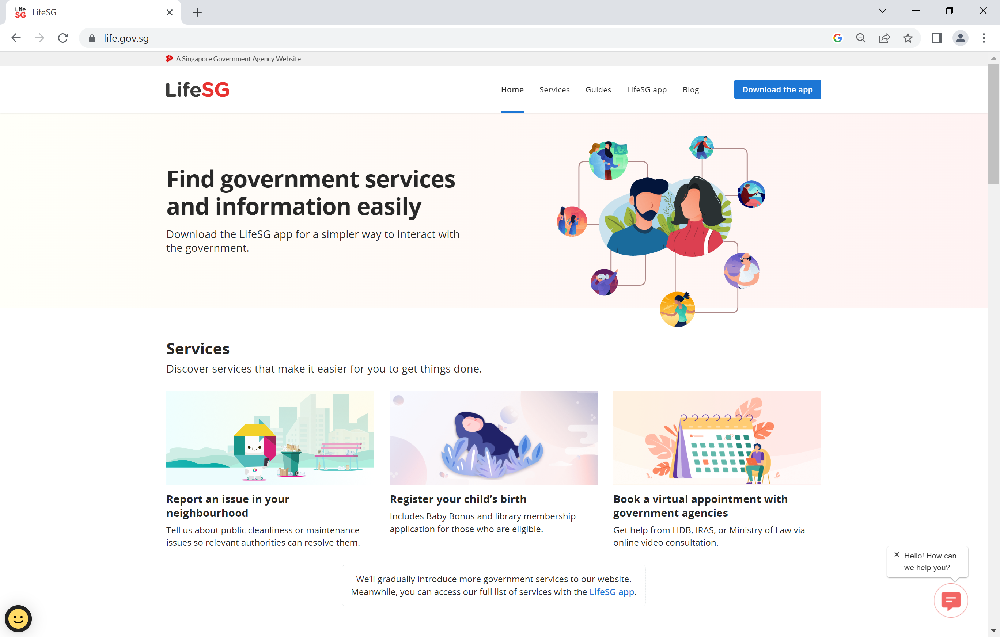 Life
SG
LifeSG
life.gov.sg
A Singapore Government Agency Website
LifeSG
Home
Services
Guides
LifeSG app
Blog
Download the app
Find government services
and information easily
Download the LifeSG app for a simpler way to interact with
the government.
Services
Discover services that make it easier for you to get things done.
Report an issue in your
neighbourhood
Tell us about public cleanliness or maintenance
issues so relevant authorities can resolve them.
Register your child’s birth
Includes Baby Bonus and library membership
application for those who are eligible.
Book a virtual appointment with
government agencies
Get help from HDB, IRAS, or Ministry of Law via
online video consultation.
We’ll gradually introduce more government services to our website.
Meanwhile, you can access our full list of services with the LifeSG app.
Hello! How can
we help you?